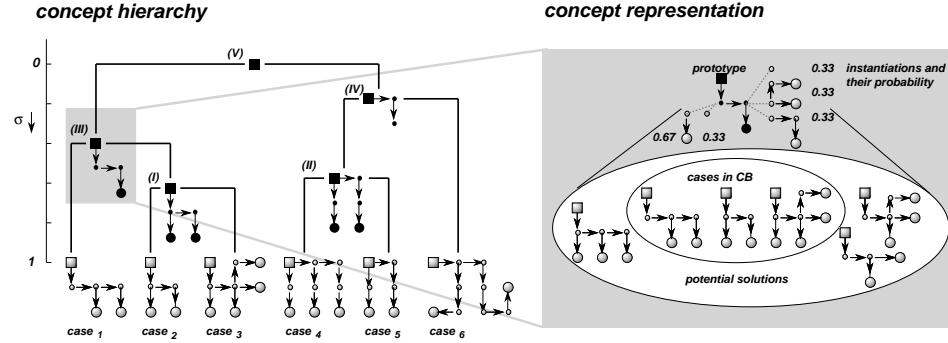 concept hierarchy
concept representation
(V)
0
(IV)
σ
(III)
(II)
(I)
1
case 1
case 2
case 3
case 4
case 5
case 6
prototype
0.33
instantiations and
their probability
0.33
0.33
0.67
0.33
cases in CB
potential solutions